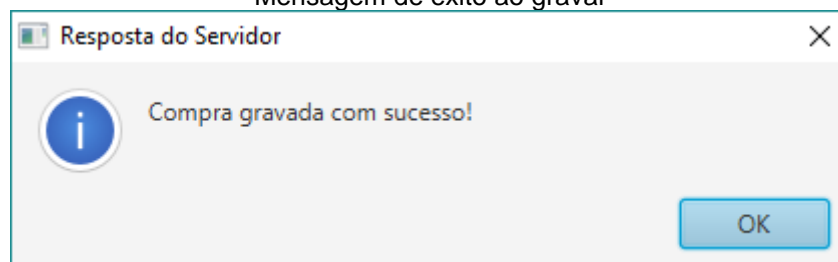 Mensagem de êxito ao gravar
Resposta do Servidor
Compra gravada com sucesso!
OK